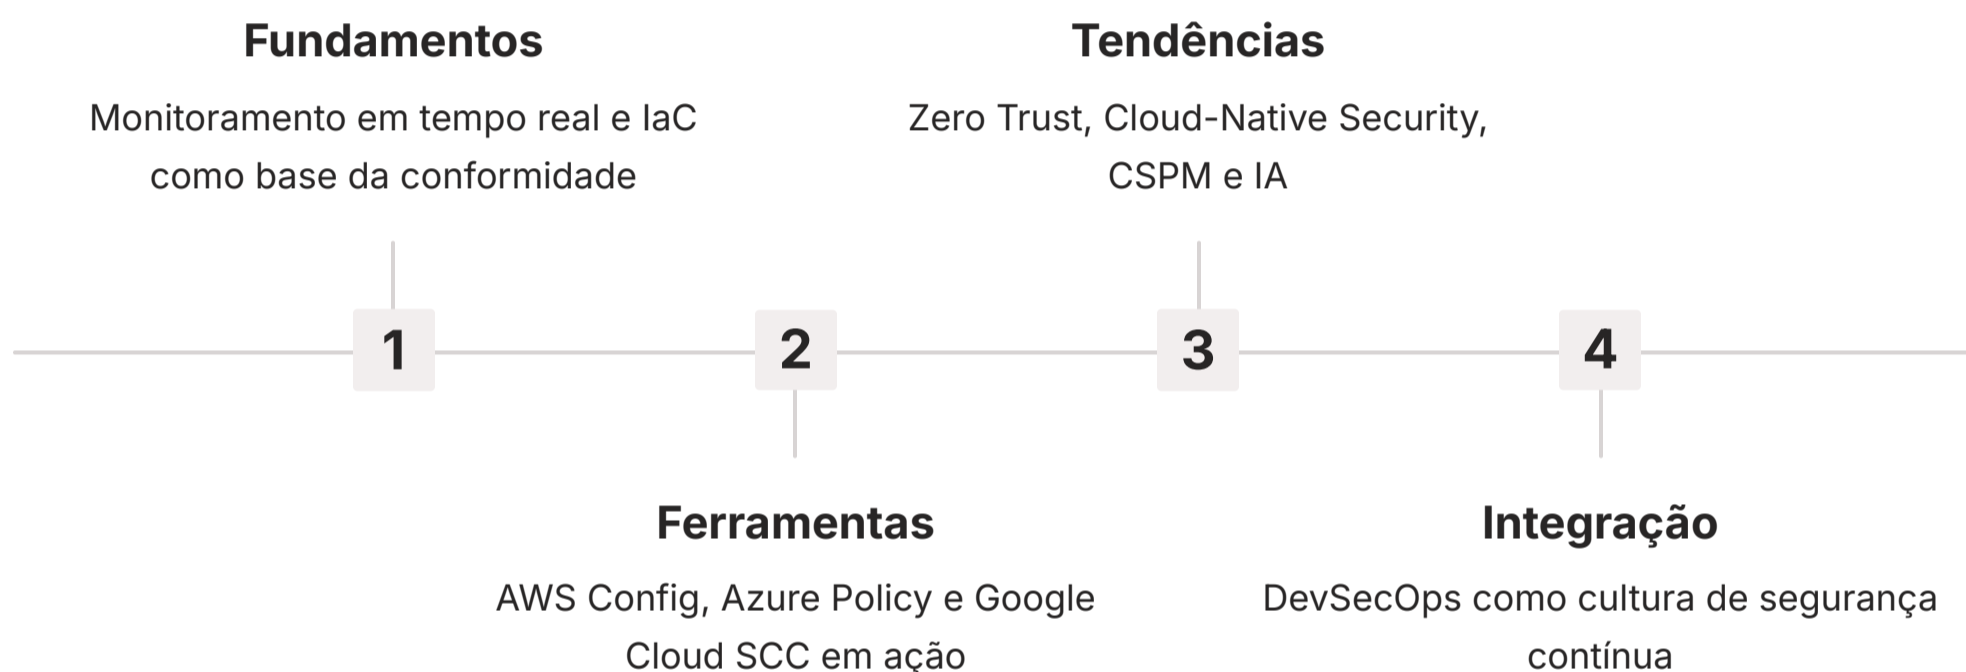 Fundamentos
Monitoramento em tempo real e IaC
como base da conformidade
Tendências
Zero Trust, Cloud-Native Security,
CSPM e IA
1
2
3
4
Ferramentas
AWS Config, Azure Policy e Google
Cloud SCC em ação
Integração
DevSecOps como cultura de segurança
contínua